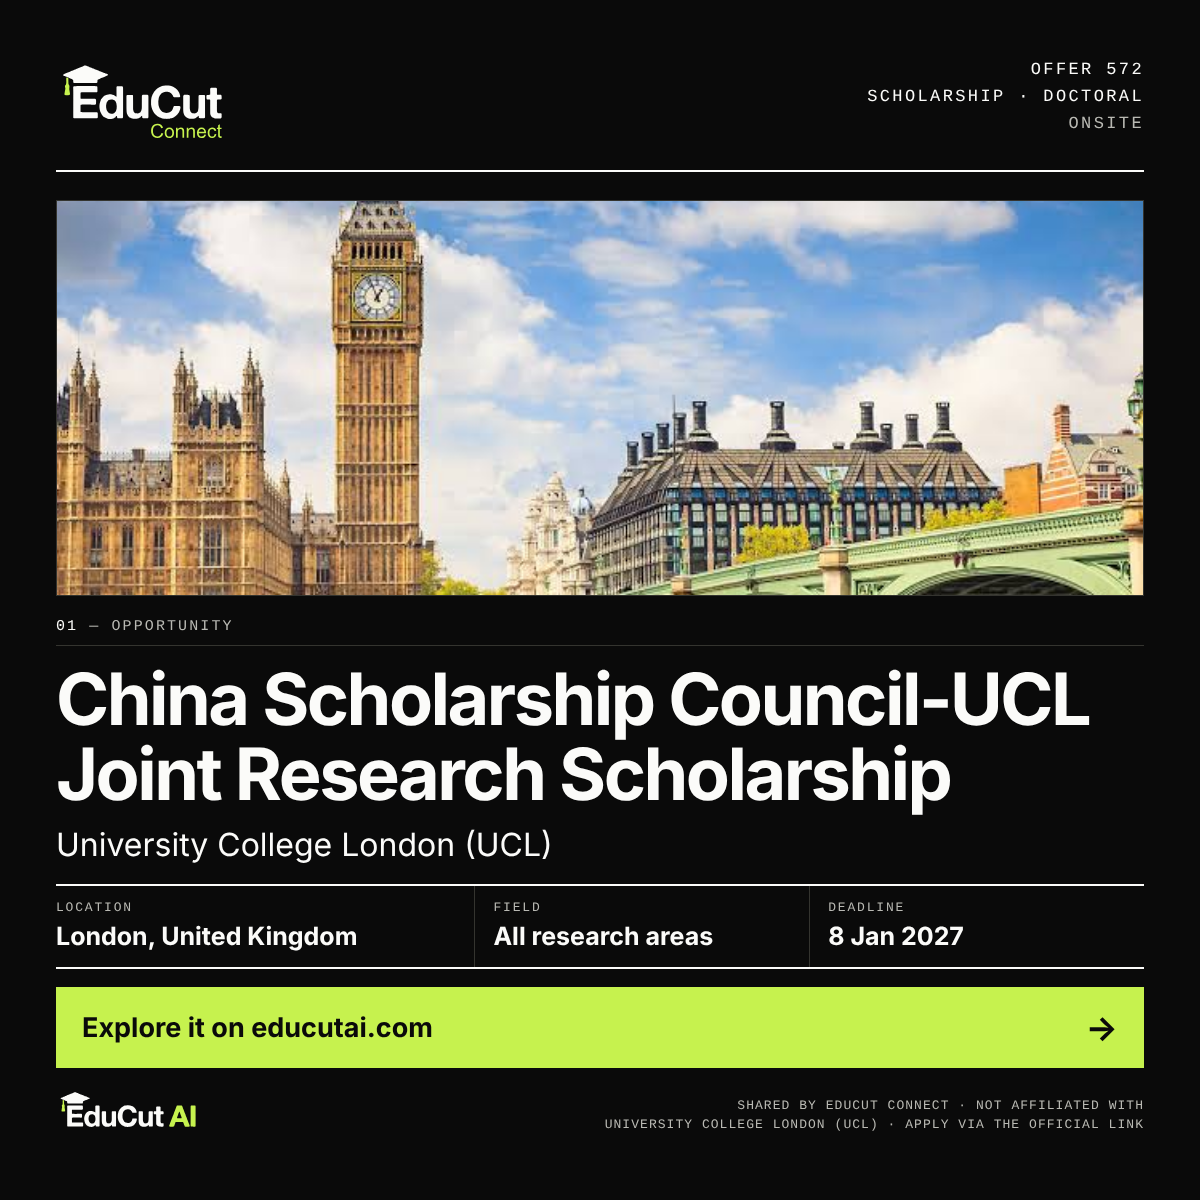 EduCut
Connect
OFFER 572
SCHOLARSHIP · DOCTORAL
ONSITE
01 — OPPORTUNITY
China Scholarship Council-UCL
Joint Research Scholarship
University College London (UCL)
LOCATION
London, United Kingdom
FIELD
All research areas
DEADLINE
8 Jan 2027
Explore it on educutai.com →
EduCut AI
SHARED BY EDUCUT CONNECT · NOT AFFILIATED WITH
UNIVERSITY COLLEGE LONDON (UCL) · APPLY VIA THE OFFICIAL LINK